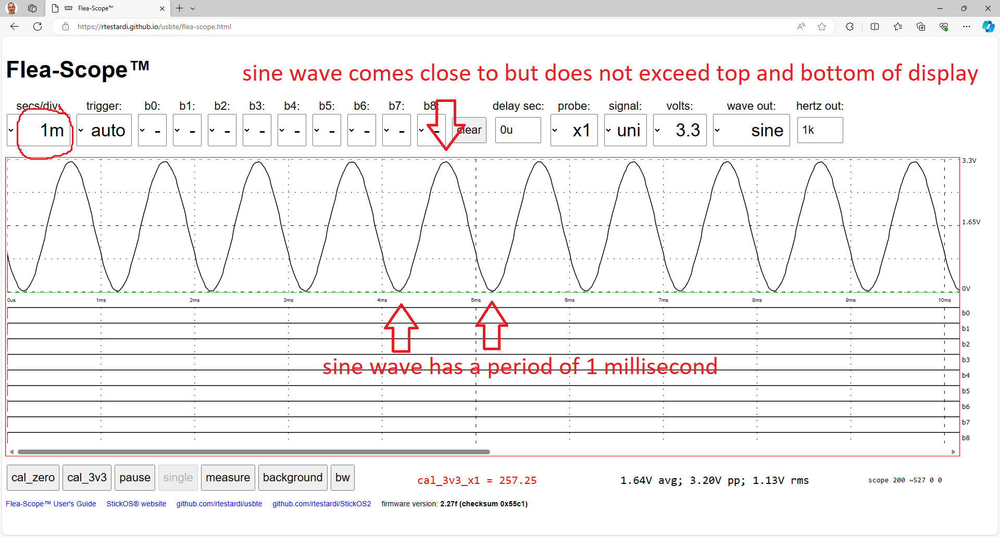 Flea-Scope™
https://rtestardi.github.io/usbte/flea-scope.html
Flea-Scope™
sine wave comes close to but does not exceed top and bottom of display
secs/div: trigger: b0: b1: b2: b3: b4: b5: b6: b7: b8: delay sec: probe: signal: volts: wave out: hertz out:
1m auto - - - - - - - - - clear 0u x1 uni 3.3 sine 1k
3.3V
1.65V
0V
0us 1ms 2ms 3ms 4ms 5ms 6ms 7ms 8ms 9ms 10ms
b0
b1
b2
b3
sine wave has a period of 1 millisecond
b4
b5
b6
b7
b8
cal_zero cal_3v3 pause single measure background bw cal_3v3_x1 = 257.25 1.64V avg; 3.20V pp; 1.13V rms scope 200 ~527 0 0
Flea-Scope™ User's Guide StickOS® website github.com/rtestardi/usbte github.com/rtestardi/StickOS2 firmware version: 2.27f (checksum 0x55c1)